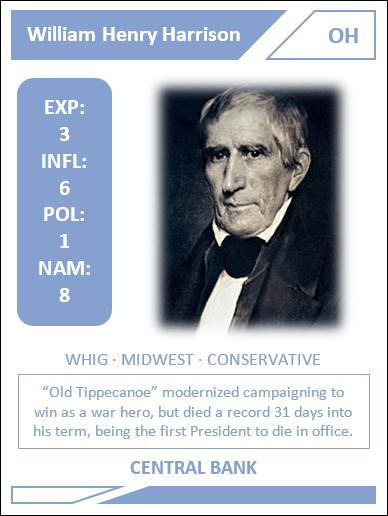 William Henry Harrison
OH
EXP:
3
INFL:
6
POL:
1
NAM:
8
WHIG · MIDWEST · CONSERVATIVE
“Old Tippecanoe” modernized campaigning to
win as a war hero, but died a record 31 days into
his term, being the first President to die in office.
CENTRAL BANK